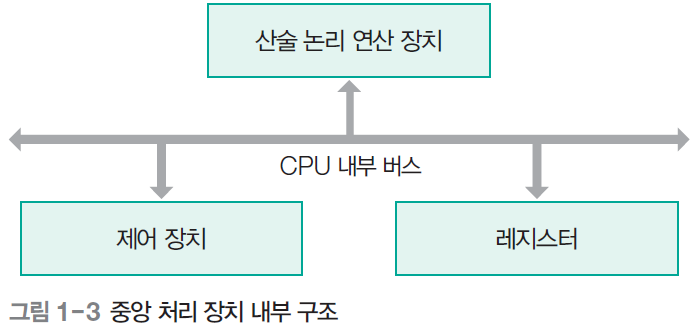 산술 논리 연산 장치
CPU 내부 버스
제어 장치
레지스터
그림 1-3 중앙 처리 장치 내부 구조